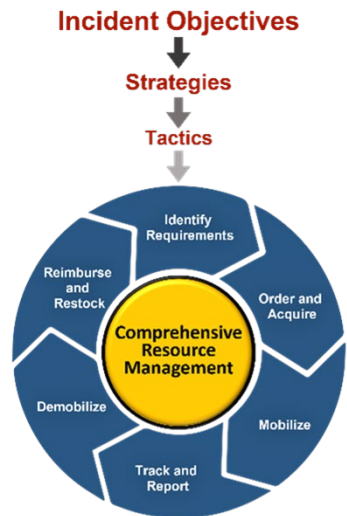 Incident Objectives
Strategies
Tactics
Identify
Requirements
Order and
Acquire
Mobilize
Track and
Report
Demobilize
Reimburse
and
Restock
Comprehensive
Resource
Management